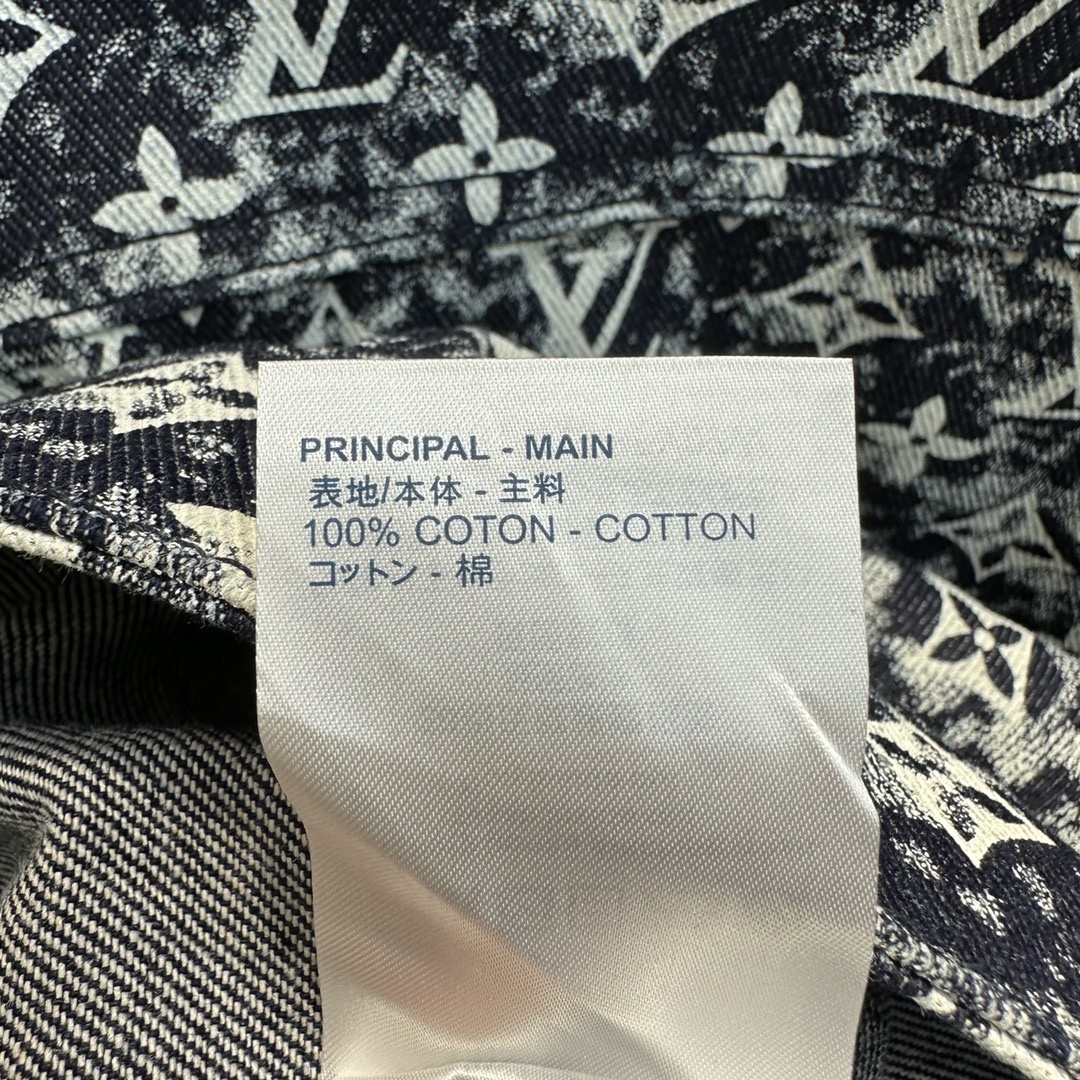 PRINCIPAL - MAIN
表地/本体 - 主料
100% COTON - COTTON
コットン - 棉